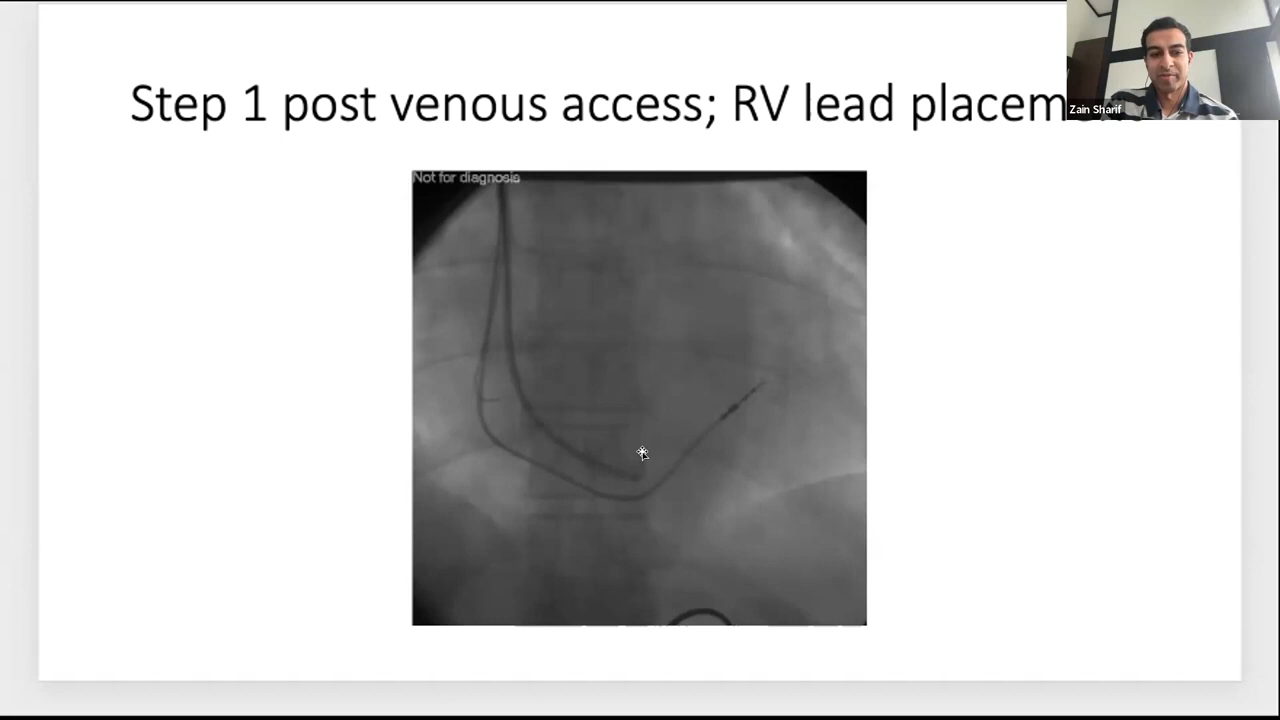 Step 1 post venous access; RV lead placem
Zain Sharif
Not for diagnosis